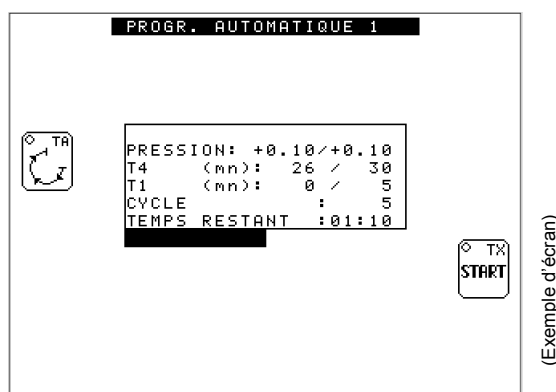 PROGR. AUTOMATIQUE 1
TA
T
PRESSION: +0.10/+0.10
T4 (mn): 26 / 30
T1 (mn): 0 / 5
CYCLE : 5
TEMPS RESTANT :01:10
TX
START
(Exemple d'écran)